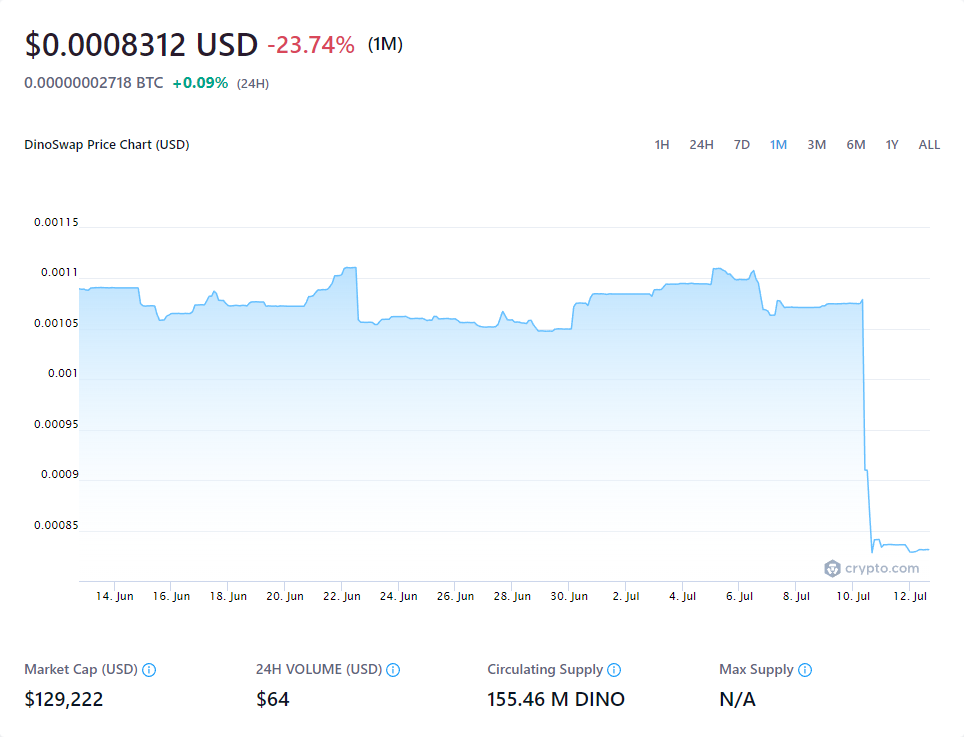 $0.0008312 USD -23.74% (1M)
0.00000002718 BTC +0.09% (24H)
DinoSwap Price Chart (USD) 1H 24H 7D 1M 3M 6M 1Y ALL
0.00115
0.0011
0.00105
0.001
0.00095
0.0009
0.00085
crypto.com
14. Jun 16. Jun 18. Jun 20. Jun 22. Jun 24. Jun 26. Jun 28. Jun 30. Jun 2. Jul 4. Jul 6. Jul 8. Jul 10. Jul 12. Jul
Market Cap (USD) 24H VOLUME (USD) Circulating Supply Max Supply
$129,222 $64 155.46 M DINO N/A